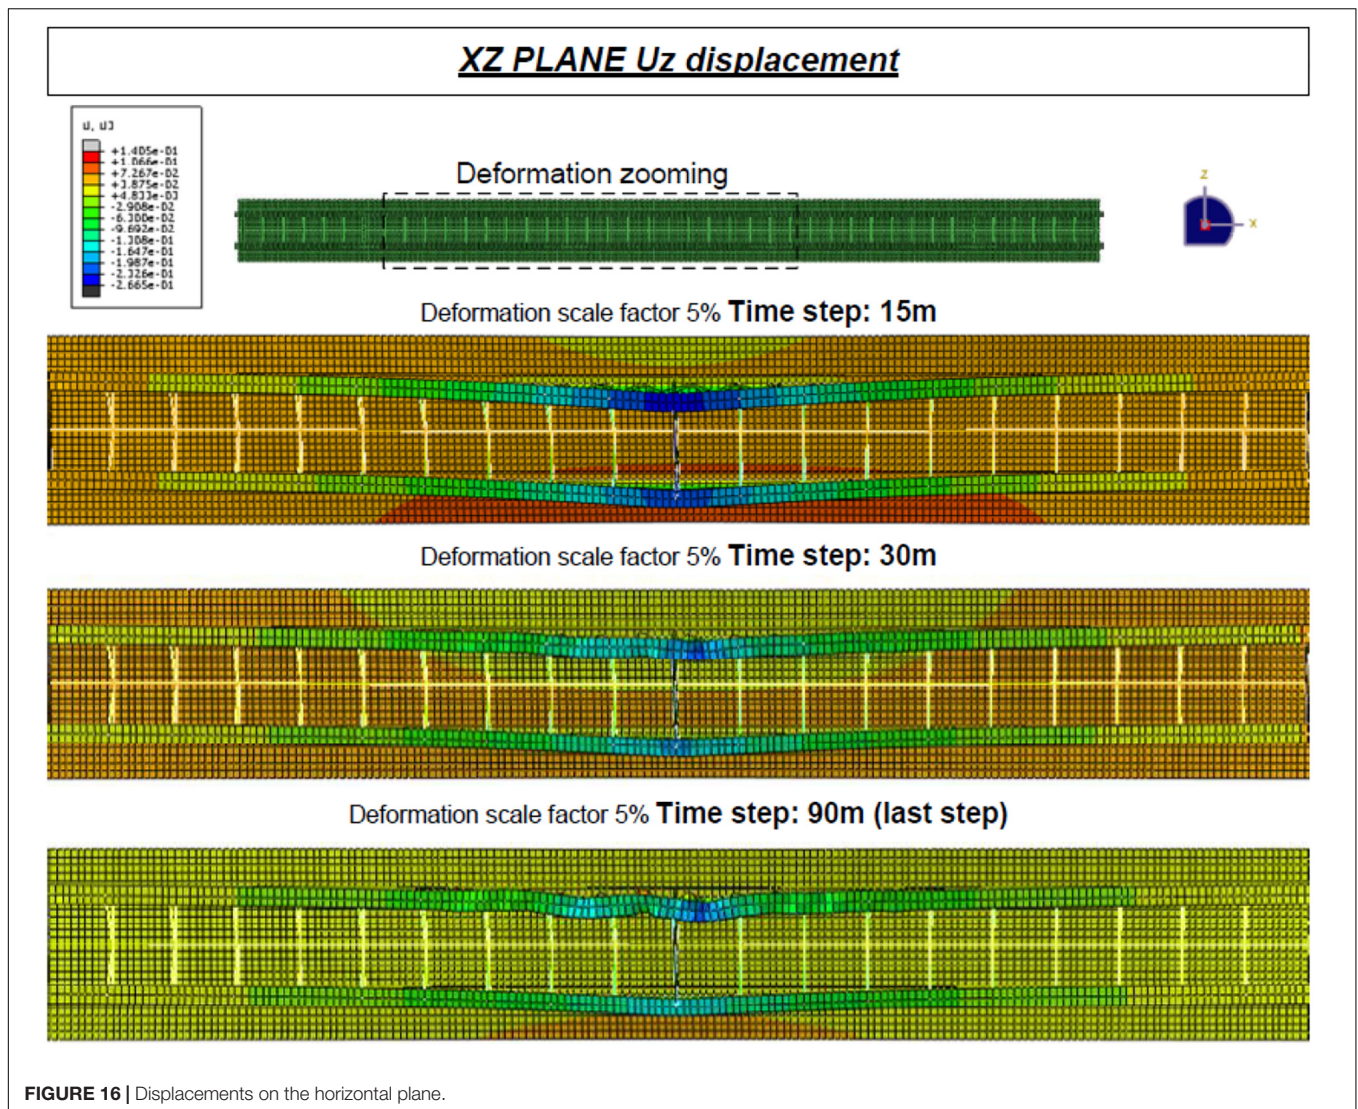 XZ PLANE Uz displacement
U, U3
+1.405e-01
+1.066e-01
+7.267e-02
+3.875e-02
+4.833e-03
-2.908e-02
-6.300e-02
-9.692e-02
-1.308e-01
-1.647e-01
-1.987e-01
-2.326e-01
-2.665e-01
Deformation zooming
z
x
Deformation scale factor 5% Time step: 15m
Deformation scale factor 5% Time step: 30m
Deformation scale factor 5% Time step: 90m (last step)
FIGURE 16 | Displacements on the horizontal plane.